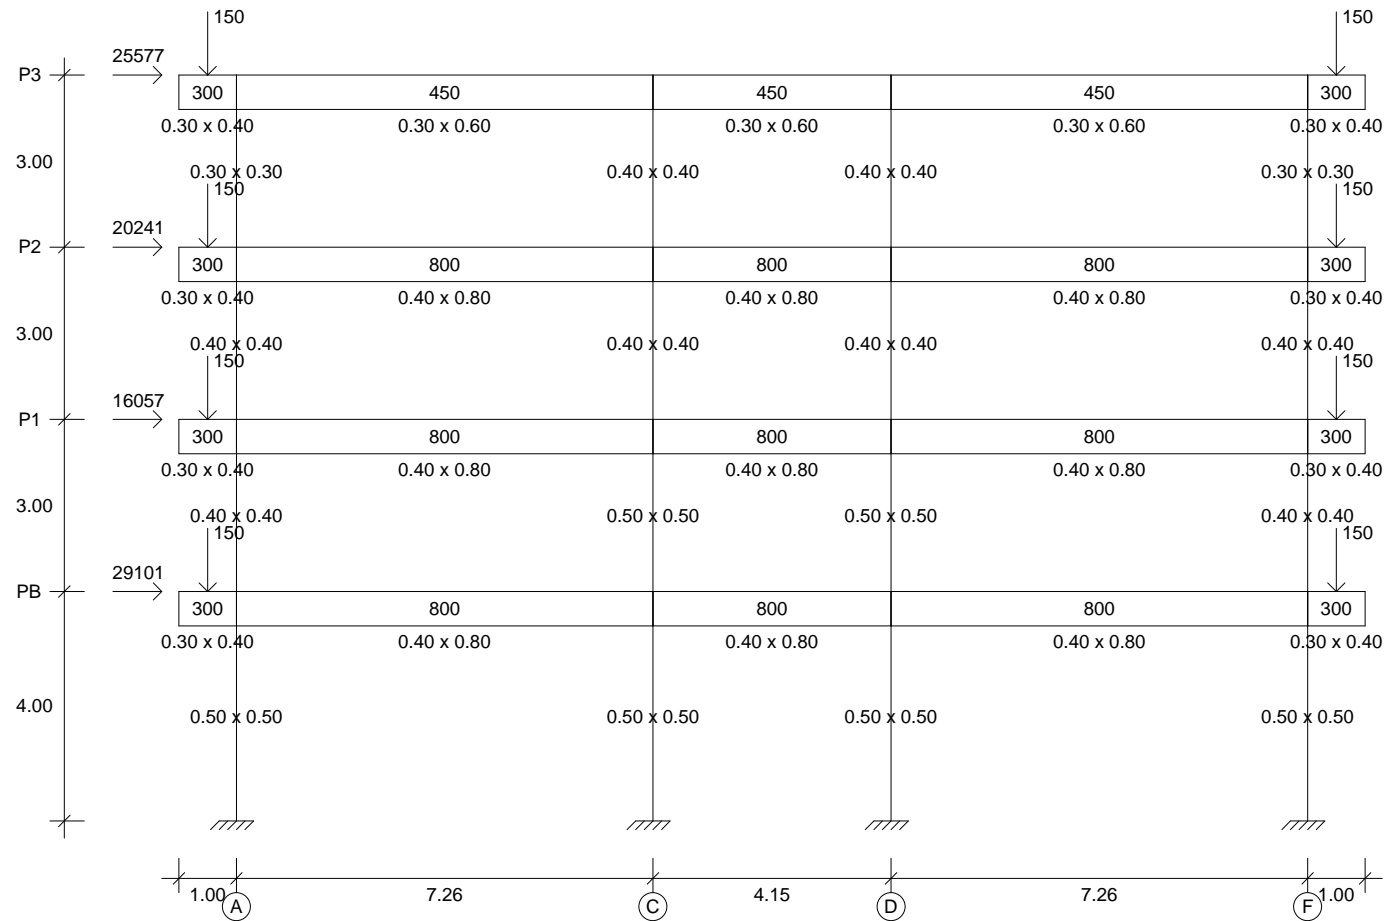 150 150
25577
P3
300 450 450 450 300
0.30 x 0.40 0.30 x 0.60 0.30 x 0.60 0.30 x 0.60 0.30 x 0.40
3.00
0.30 x 0.30 0.40 x 0.40 0.40 x 0.40 0.30 x 0.30
150 150
20241
P2
300 800 800 800 300
0.30 x 0.40 0.40 x 0.80 0.40 x 0.80 0.40 x 0.80 0.30 x 0.40
3.00
0.40 x 0.40 0.40 x 0.40 0.40 x 0.40 0.40 x 0.40
150 150
16057
P1
300 800 800 800 300
0.30 x 0.40 0.40 x 0.80 0.40 x 0.80 0.40 x 0.80 0.30 x 0.40
3.00
0.40 x 0.40 0.50 x 0.50 0.50 x 0.50 0.40 x 0.40
150 150
29101
PB
300 800 800 800 300
0.30 x 0.40 0.40 x 0.80 0.40 x 0.80 0.40 x 0.80 0.30 x 0.40
4.00
0.50 x 0.50 0.50 x 0.50 0.50 x 0.50 0.50 x 0.50
1.00 7.26 4.15 7.26 1.00
A C D F